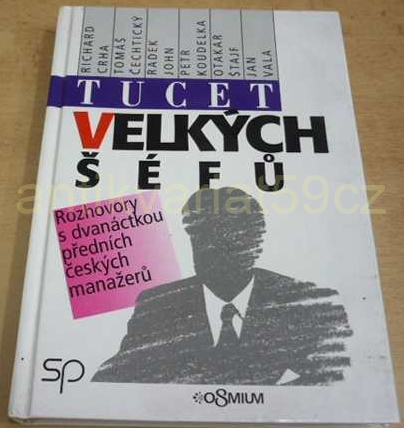 RICHARD
CRHA
TOMÁŠ
ČECHTICKÝ
RADEK
JOHN
PETR
KOUDELKA
OTAKAR
ŠTAJF
JAN
VALA
TUCET
VELKÝCH
ŠÉFŮ
antikvariat59cz
Rozhovory
s dvanáctkou
předních
českých
manažerů
sp
OSMIUM